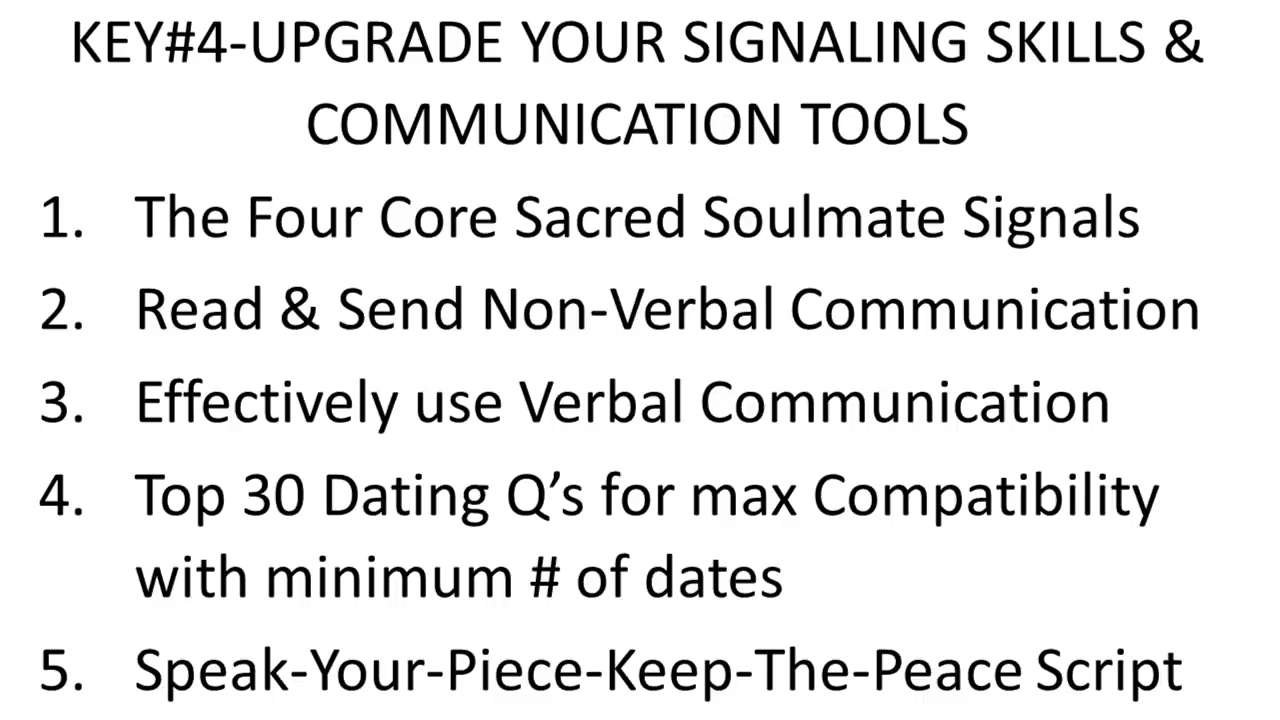 KEY#4-UPGRADE YOUR SIGNALING SKILLS &
COMMUNICATION TOOLS
1. The Four Core Sacred Soulmate Signals
2. Read & Send Non-Verbal Communication
3. Effectively use Verbal Communication
4. Top 30 Dating Q’s for max Compatibility
with minimum # of dates
5. Speak-Your-Piece-Keep-The-Peace Script